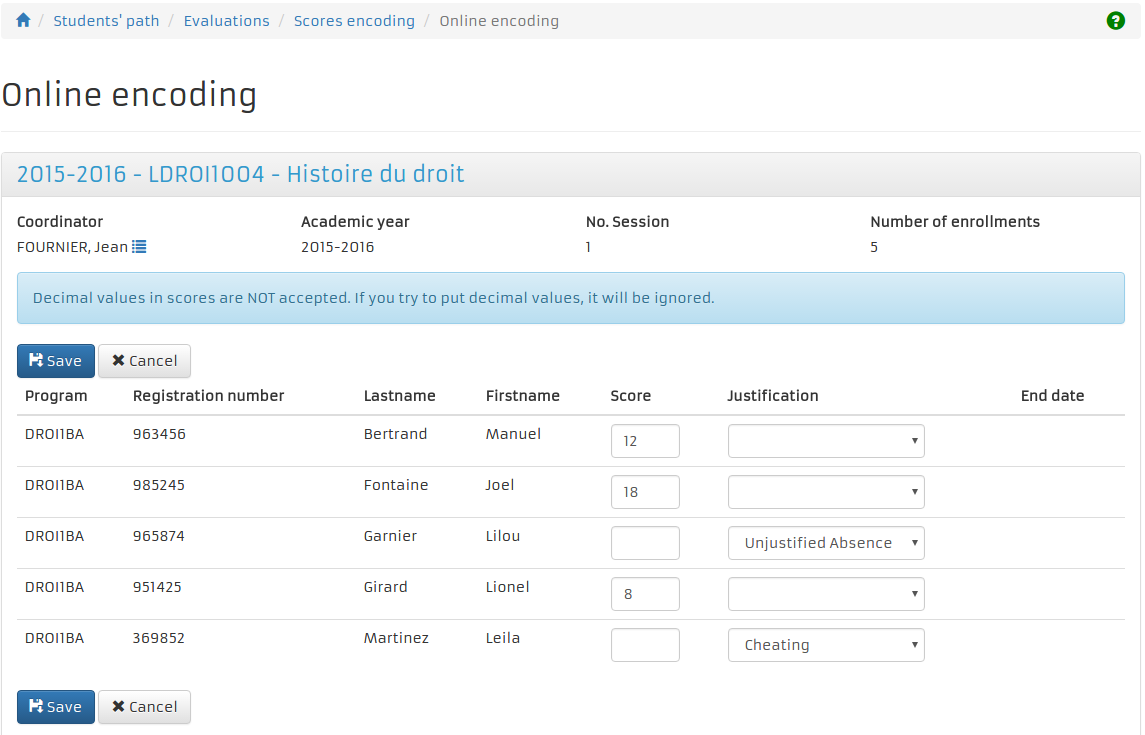 Students' path / Evaluations / Scores encoding / Online encoding
Online encoding
2015-2016 - LDROI1004 - Histoire du droit
Coordinator Academic year No. Session Number of enrollments
FOURNIER, Jean 2015-2016 1 5
Decimal values in scores are NOT accepted. If you try to put decimal values, it will be ignored.
Save Cancel
Program Registration number Lastname Firstname Score Justification End date
DROI1BA 963456 Bertrand Manuel 12
DROI1BA 985245 Fontaine Joel 18
DROI1BA 965874 Garnier Lilou Unjustified Absence
DROI1BA 951425 Girard Lionel 8
DROI1BA 369852 Martinez Leila Cheating
Save Cancel